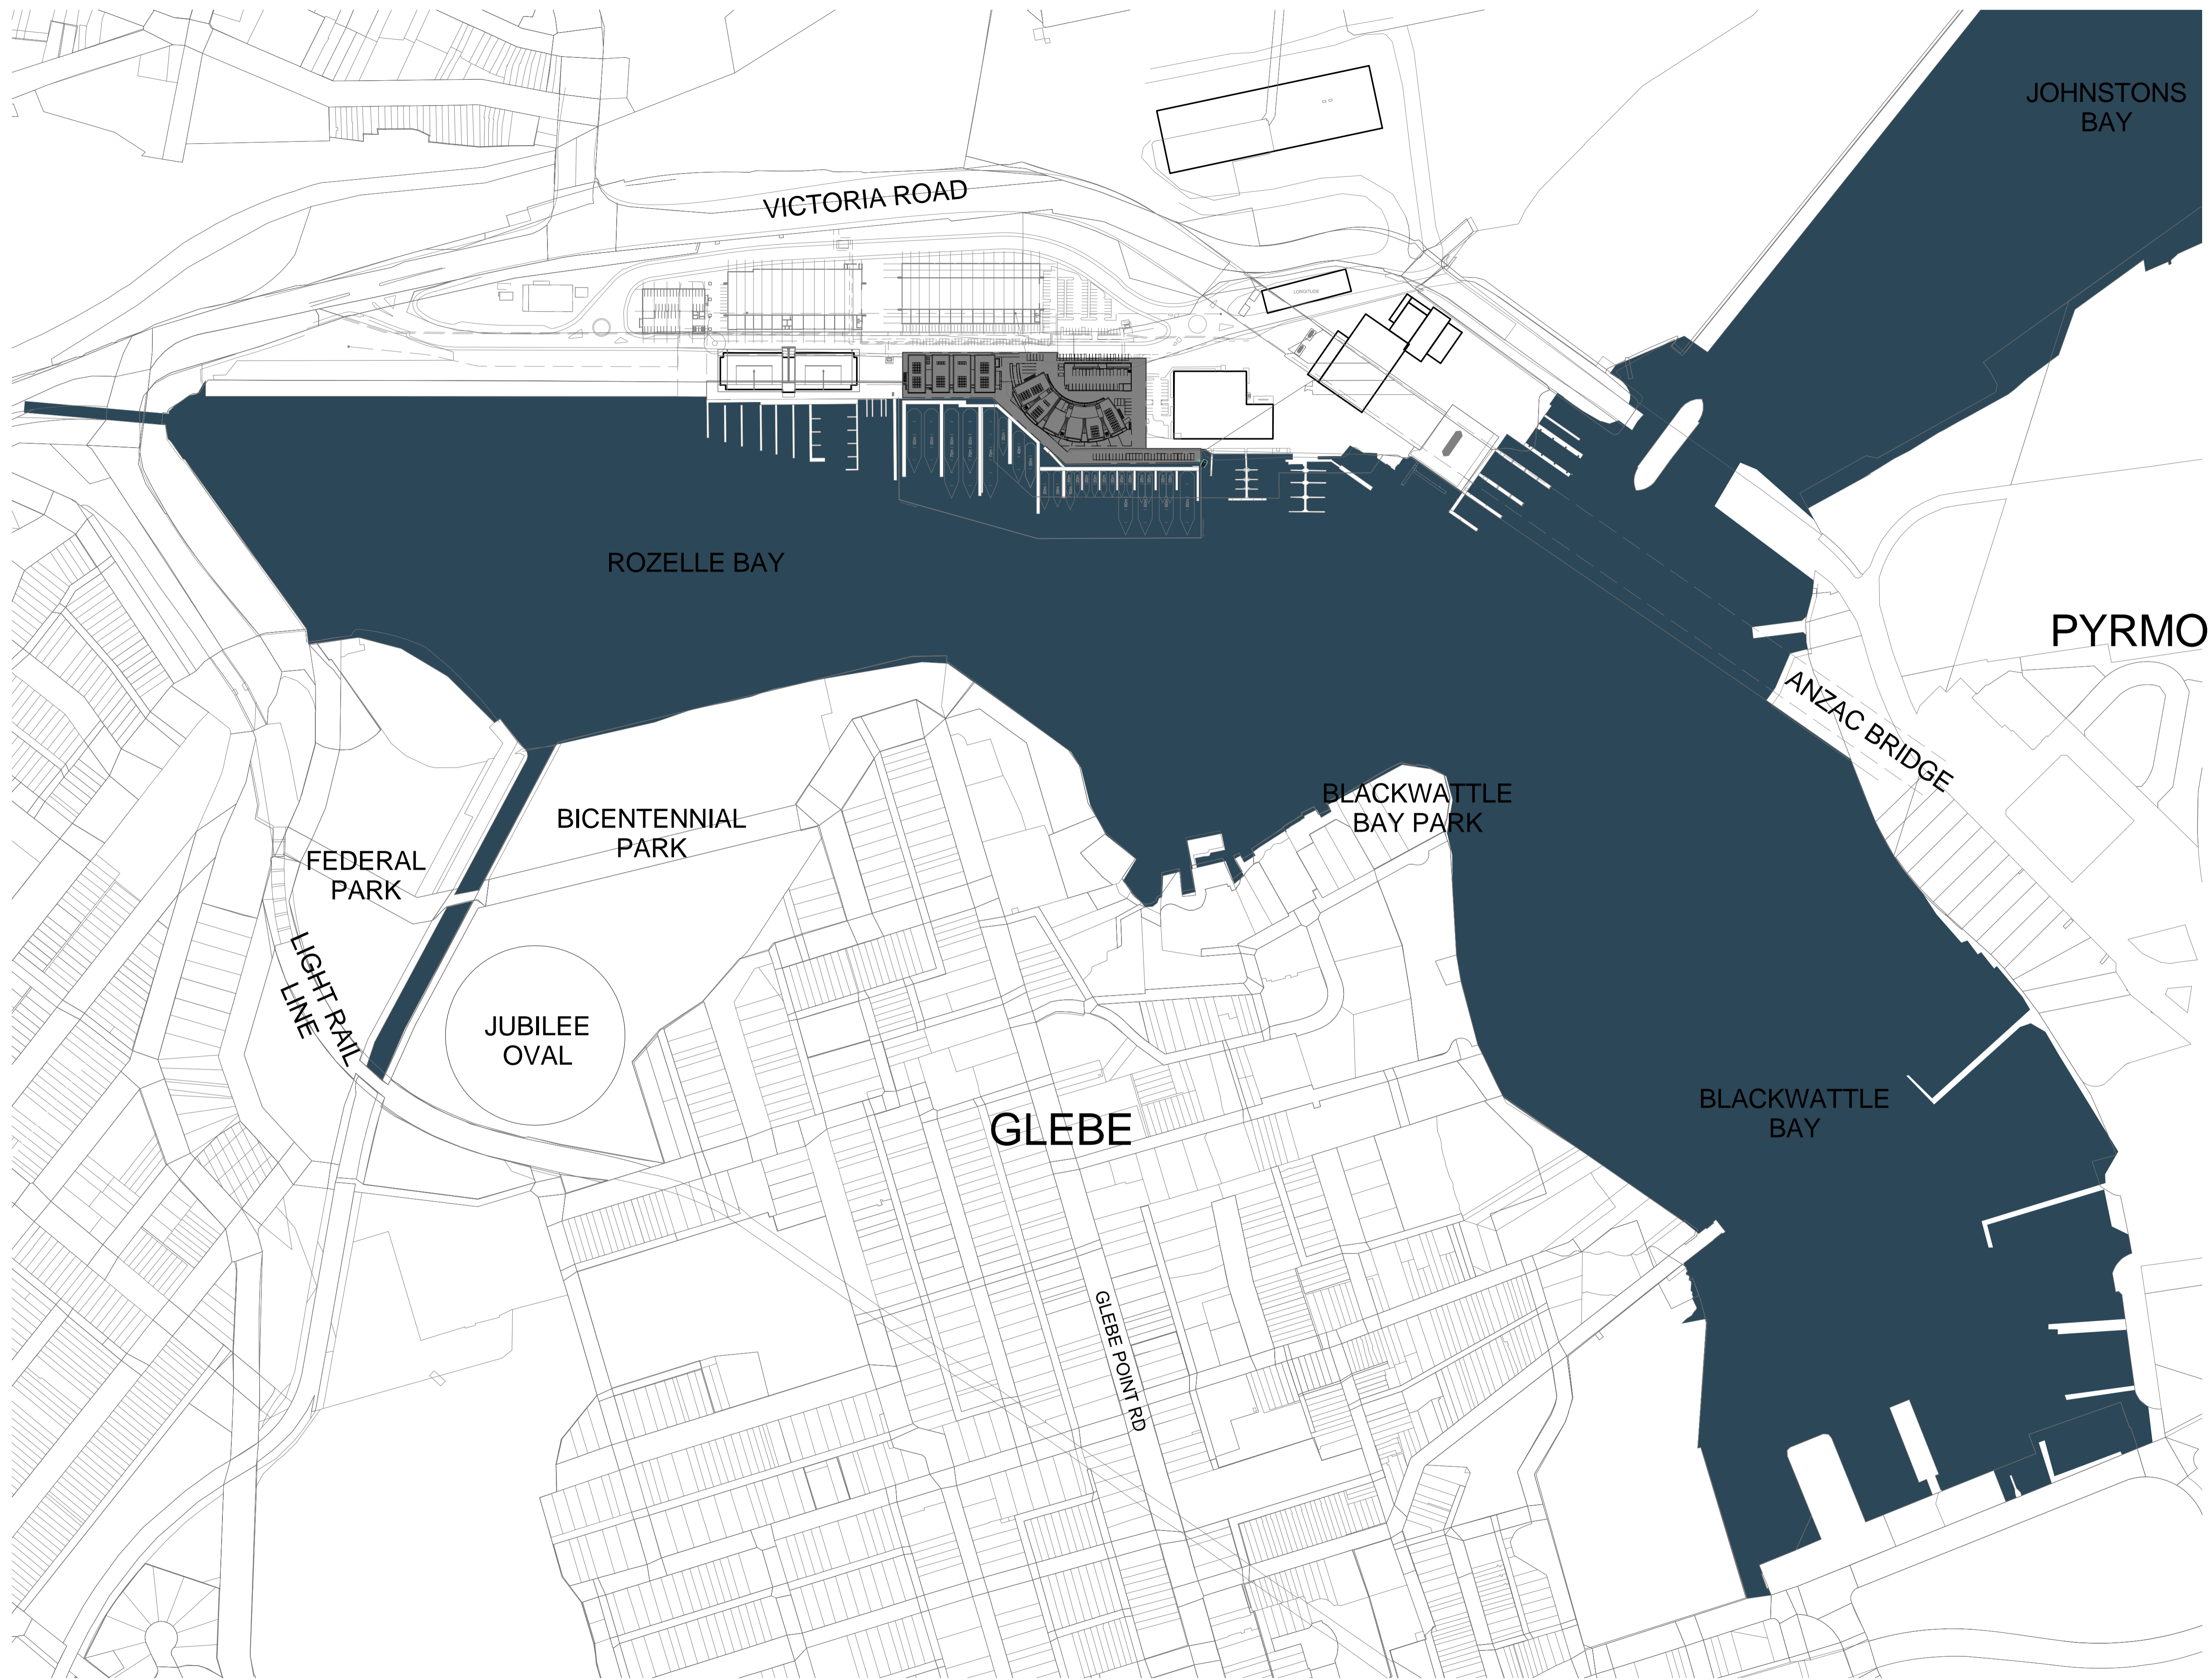 JOHNSTONS
BAY
VICTORIA ROAD
LONGITUDE
ROZELLE BAY
PYRMO
ANZAC BRIDGE
BLACKWATTLE
BAY PARK
BICENTENNIAL
PARK
FEDERAL
PARK
LIGHT RAIL
LINE
JUBILEE
OVAL
GLEBE
BLACKWATTLE
BAY
GLEBE POINT RD